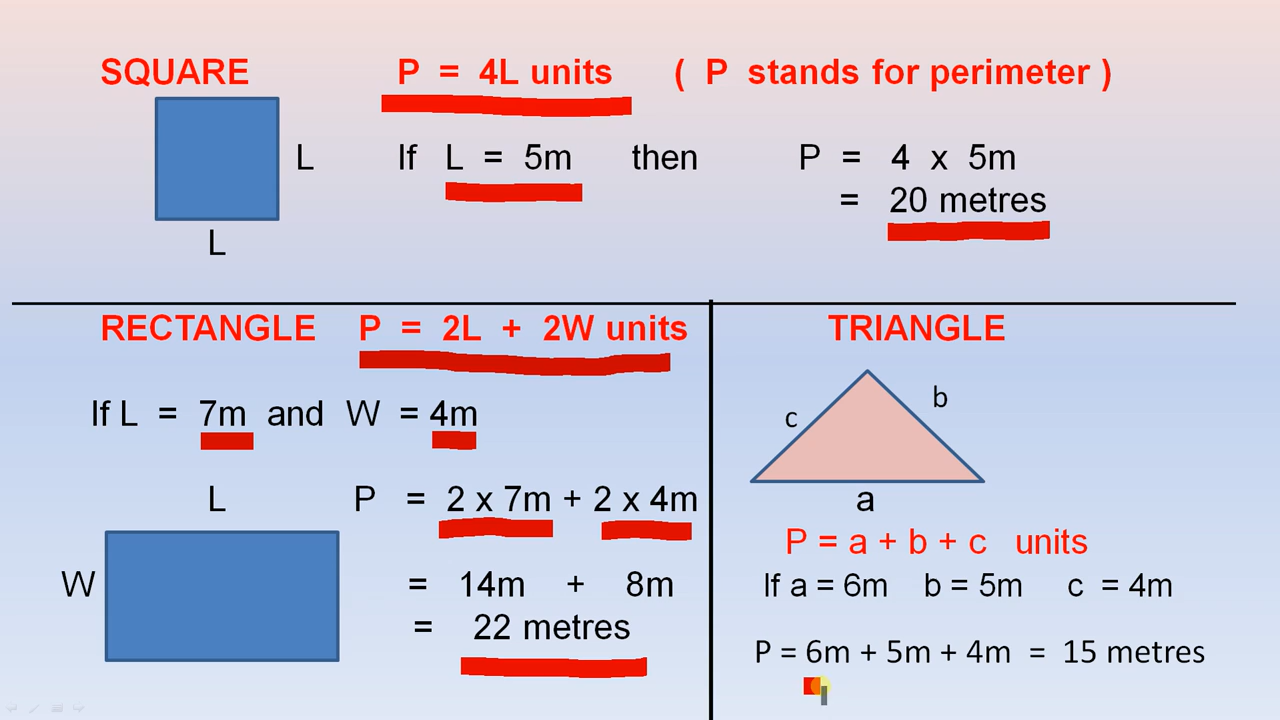 SQUARE P = 4L units ( P stands for perimeter )
L If L = 5m then P = 4 x 5m
= 20 metres
L
RECTANGLE P = 2L + 2W units
If L = 7m and W = 4m
L P = 2 x 7m + 2 x 4m
W = 14m + 8m
= 22 metres
TRIANGLE
b
c
a
P = a + b + c units
If a = 6m b = 5m c = 4m
P = 6m + 5m + 4m = 15 metres